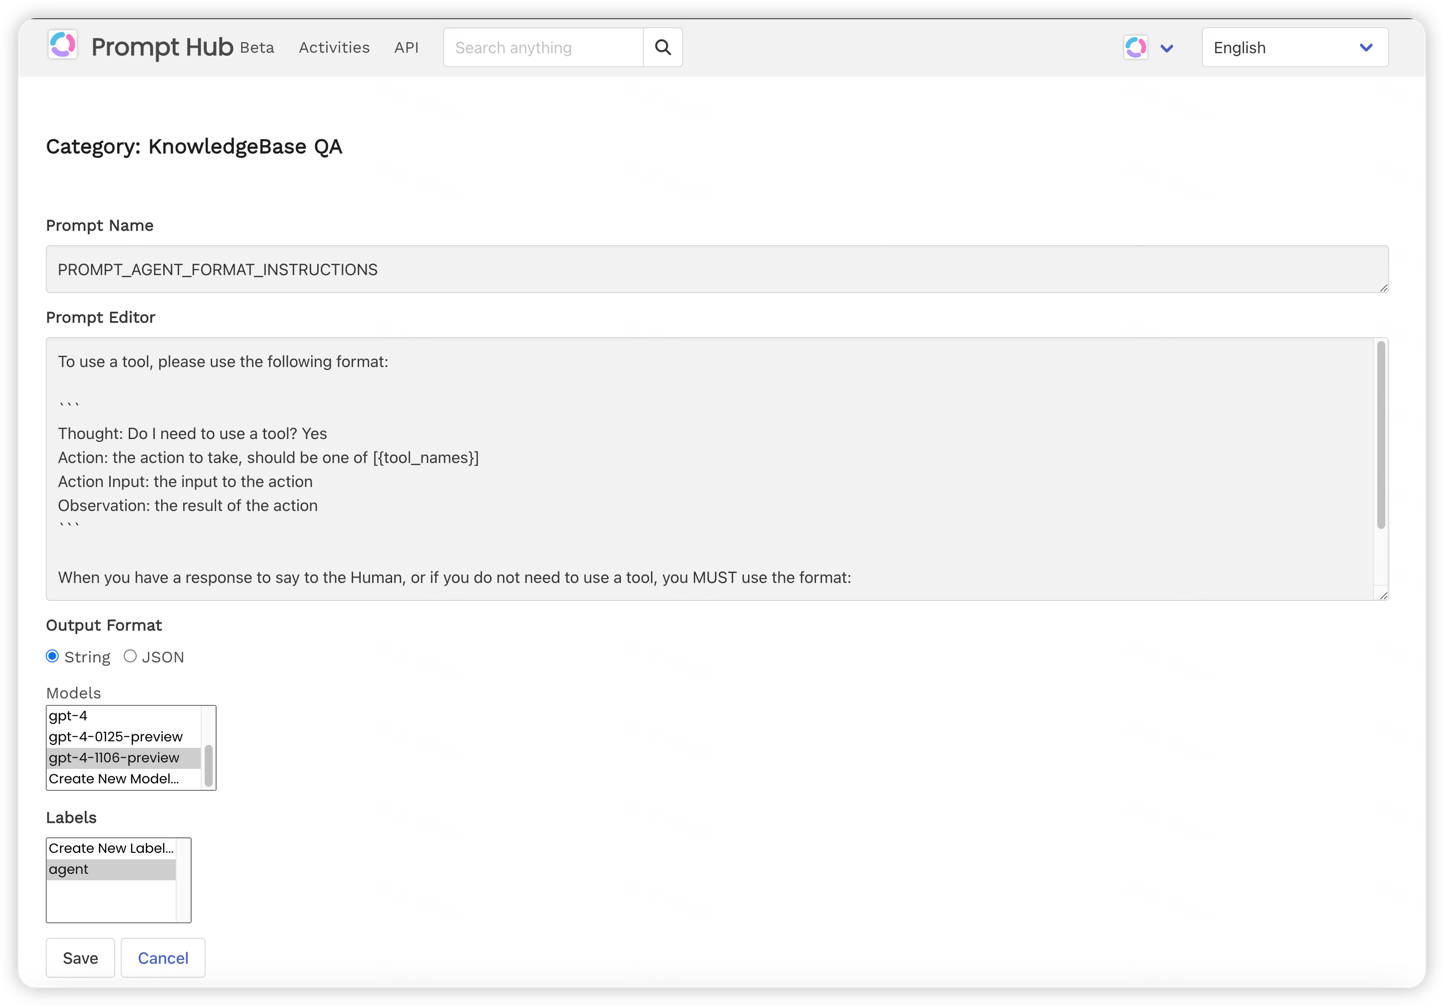 Prompt Hub Beta Activities API Search anything English
Category: KnowledgeBase QA
Prompt Name
PROMPT_AGENT_FORMAT_INSTRUCTIONS
Prompt Editor
To use a tool, please use the following format:
```
Thought: Do I need to use a tool? Yes
Action: the action to take, should be one of [{tool_names}]
Action Input: the input to the action
Observation: the result of the action
```
When you have a response to say to the Human, or if you do not need to use a tool, you MUST use the format:
Output Format
String JSON
Models
gpt-4
gpt-4-0125-preview
gpt-4-1106-preview
Create New Model...
Labels
Create New Label...
agent
Save Cancel